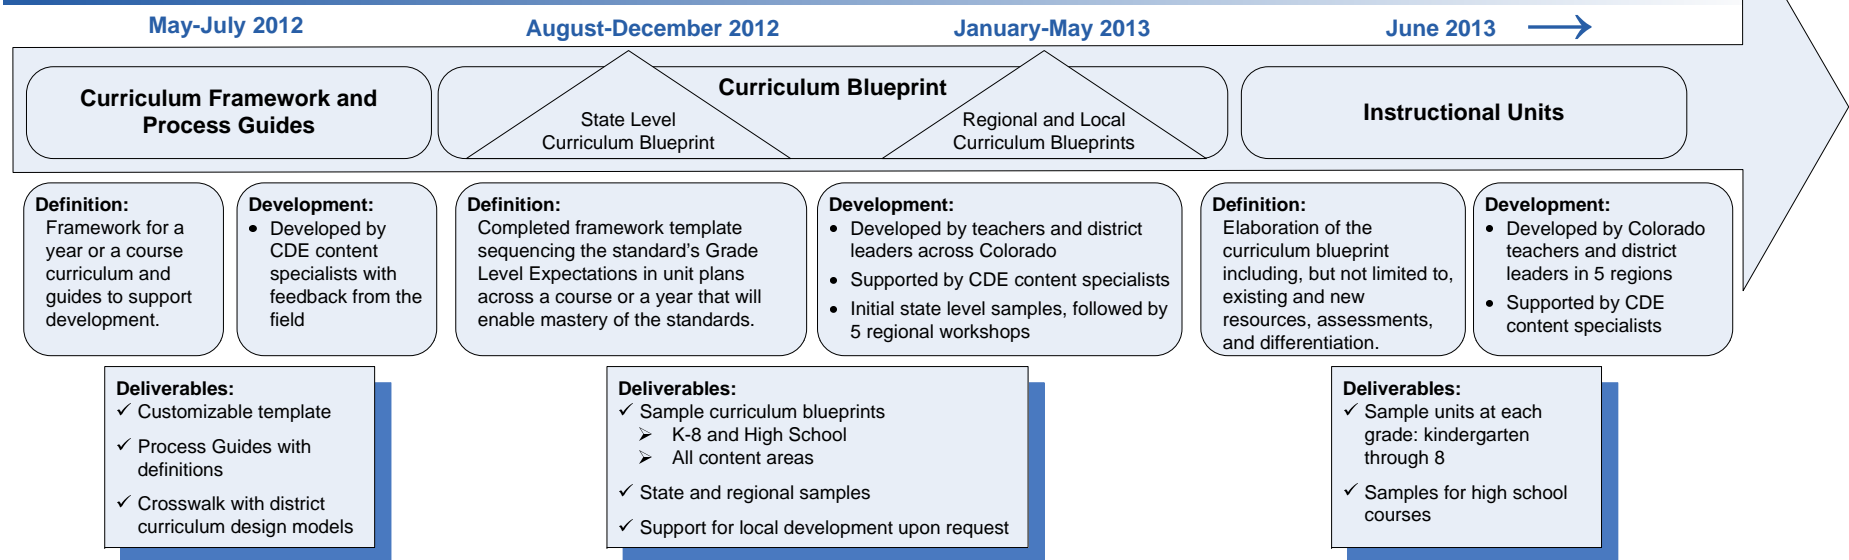 May-July 2012
August-December 2012
January-May 2013
June 2013
Curriculum Framework and
Process Guides
Curriculum Blueprint
State Level
Curriculum Blueprint
Regional and Local
Curriculum Blueprints
Instructional Units
Definition:
Framework for a
year or a course
curriculum and
guides to support
development.
Development:
• Developed by
CDE content
specialists with
feedback from the
field
Definition:
Completed framework template
sequencing the standard’s Grade
Level Expectations in unit plans
across a course or a year that will
enable mastery of the standards.
Development:
• Developed by teachers and district
leaders across Colorado
• Supported by CDE content specialists
• Initial state level samples, followed by
5 regional workshops
Definition:
Elaboration of the
curriculum blueprint
including, but not limited to,
existing and new
resources, assessments,
and differentiation.
Development:
• Developed by Colorado
teachers and district
leaders in 5 regions
• Supported by CDE
content specialists
Deliverables:
✓ Customizable template
✓ Process Guides with
definitions
✓ Crosswalk with district
curriculum design models
Deliverables:
✓ Sample curriculum blueprints
➢ K-8 and High School
➢ All content areas
✓ State and regional samples
✓ Support for local development upon request
Deliverables:
✓ Sample units at each
grade: kindergarten
through 8
✓ Samples for high school
courses